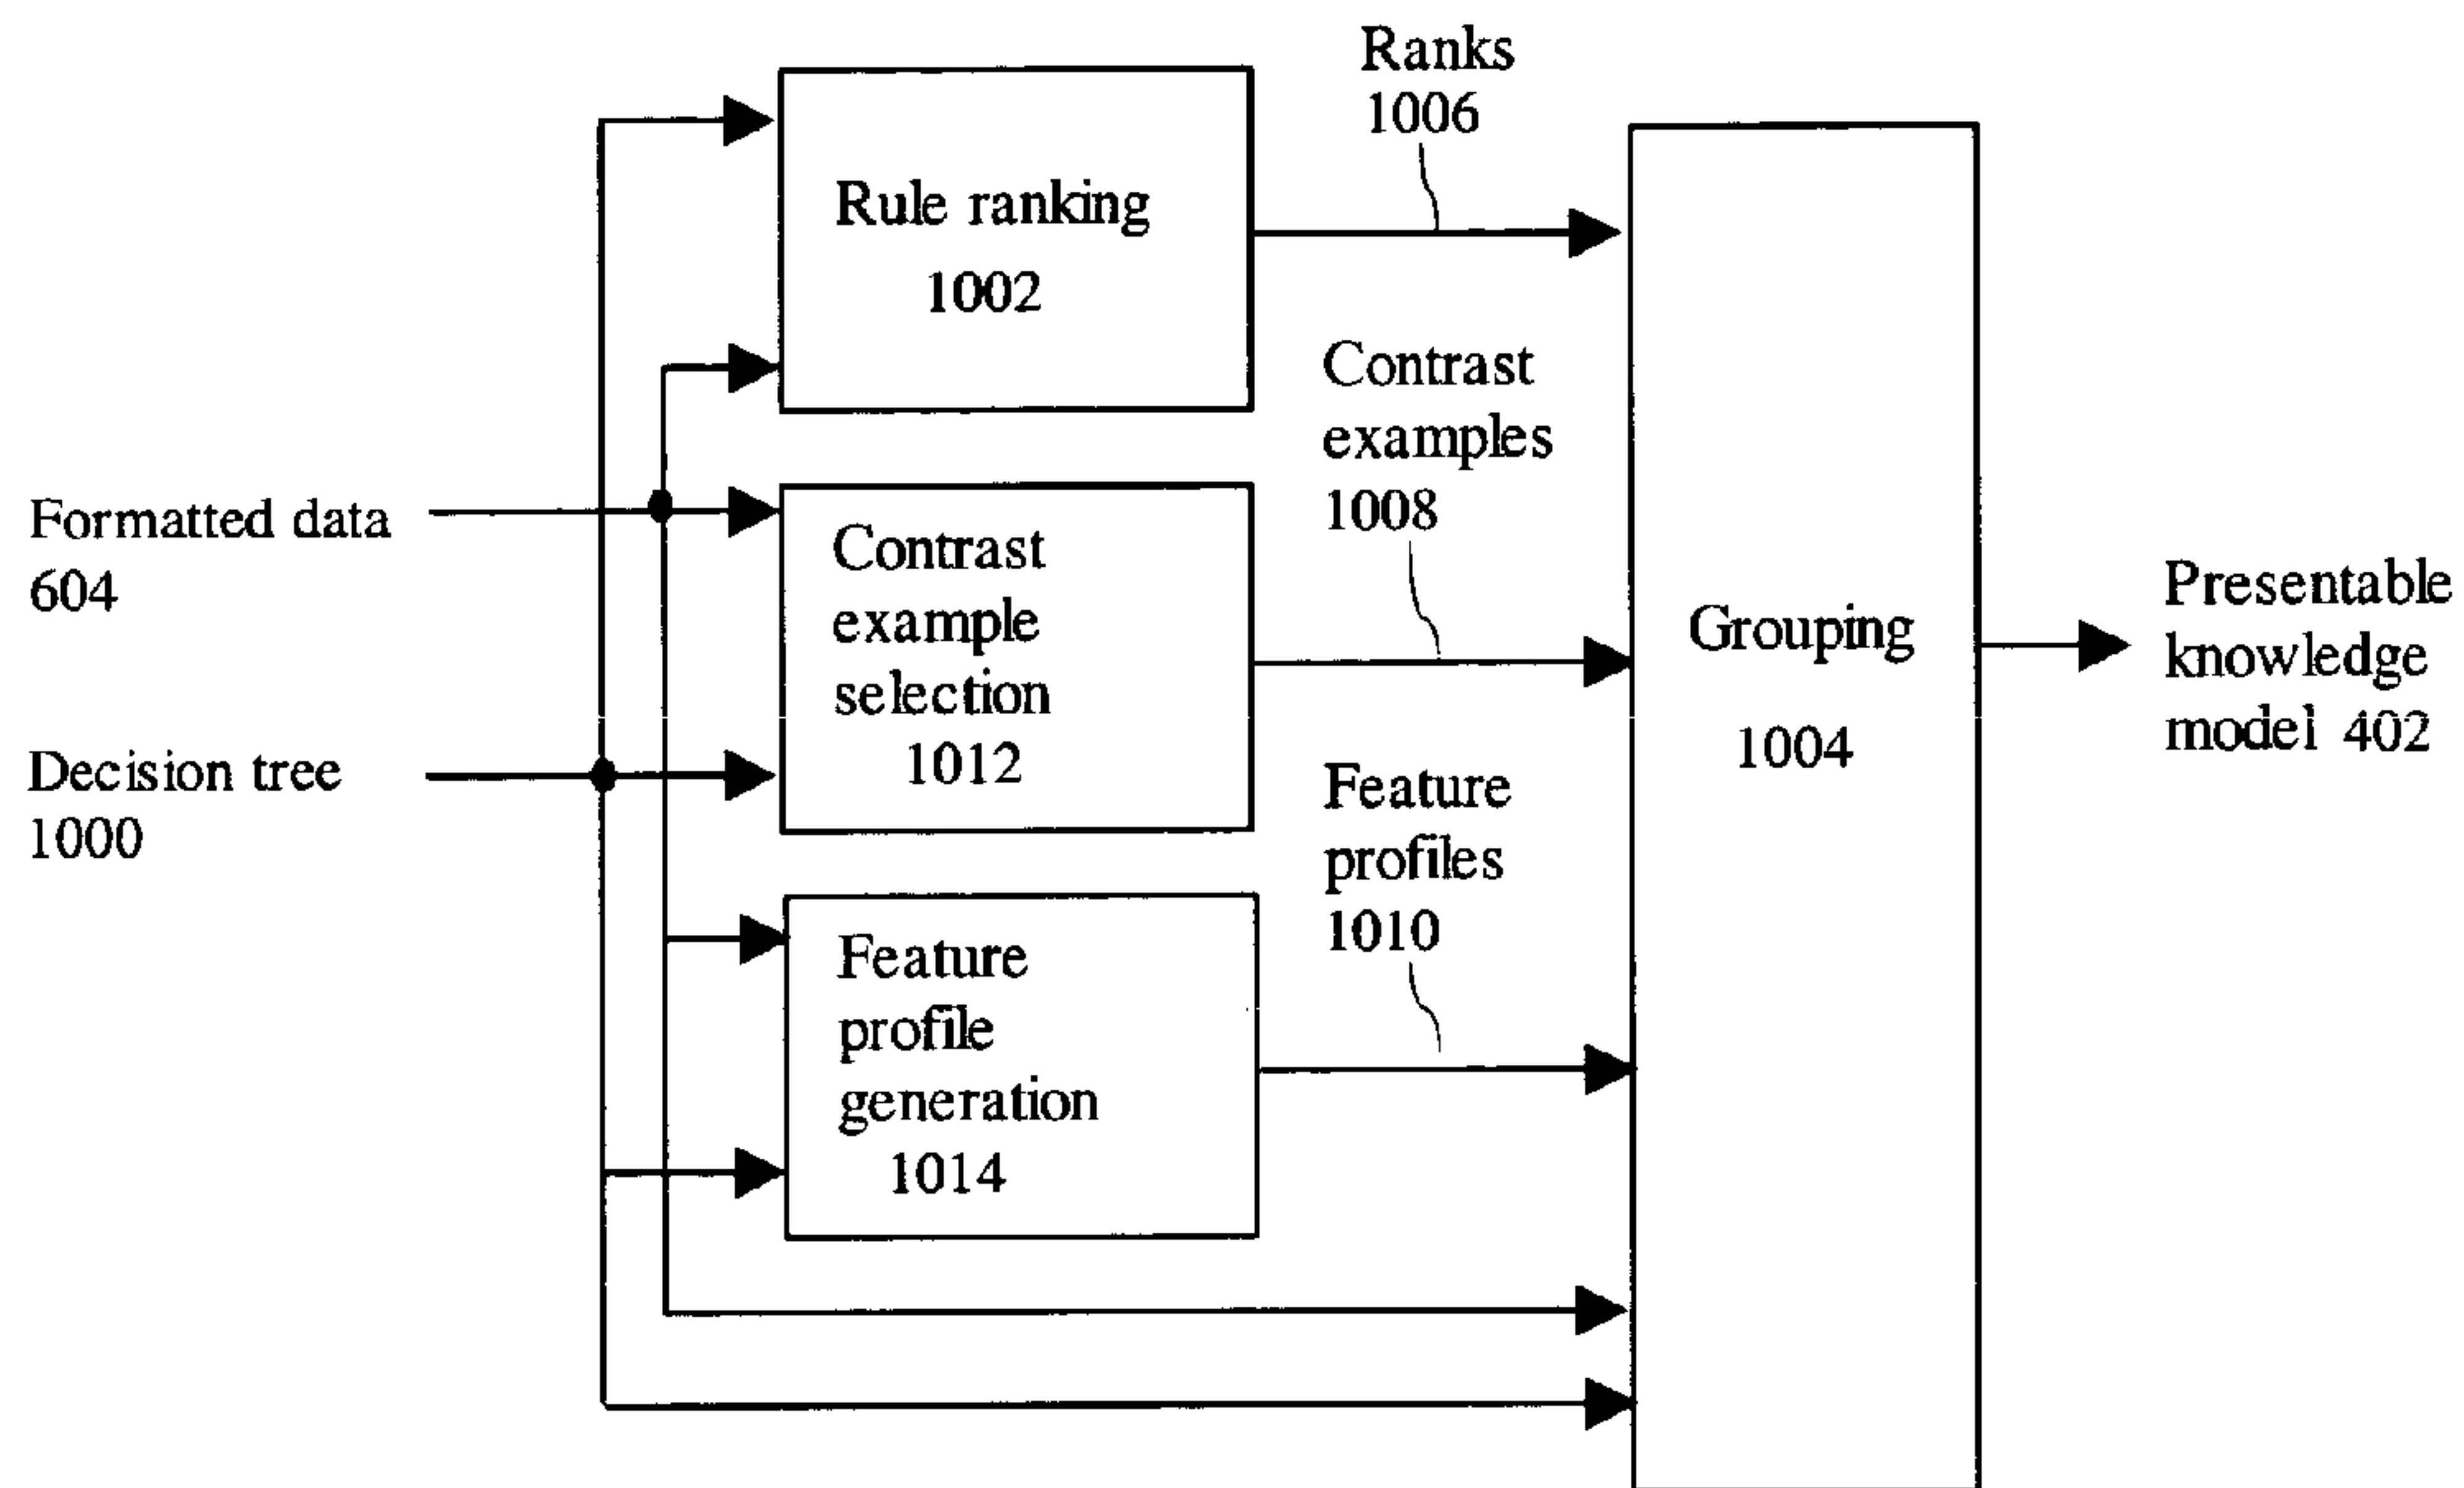 Formatted data
604
Decision tree
1000
Rule ranking
1002
Contrast
example
selection
1012
Feature
profile
generation
1014
Ranks
1006
Contrast
examples
1008
Feature
profiles
1010
Grouping
1004
Presentable
knowledge
model 402